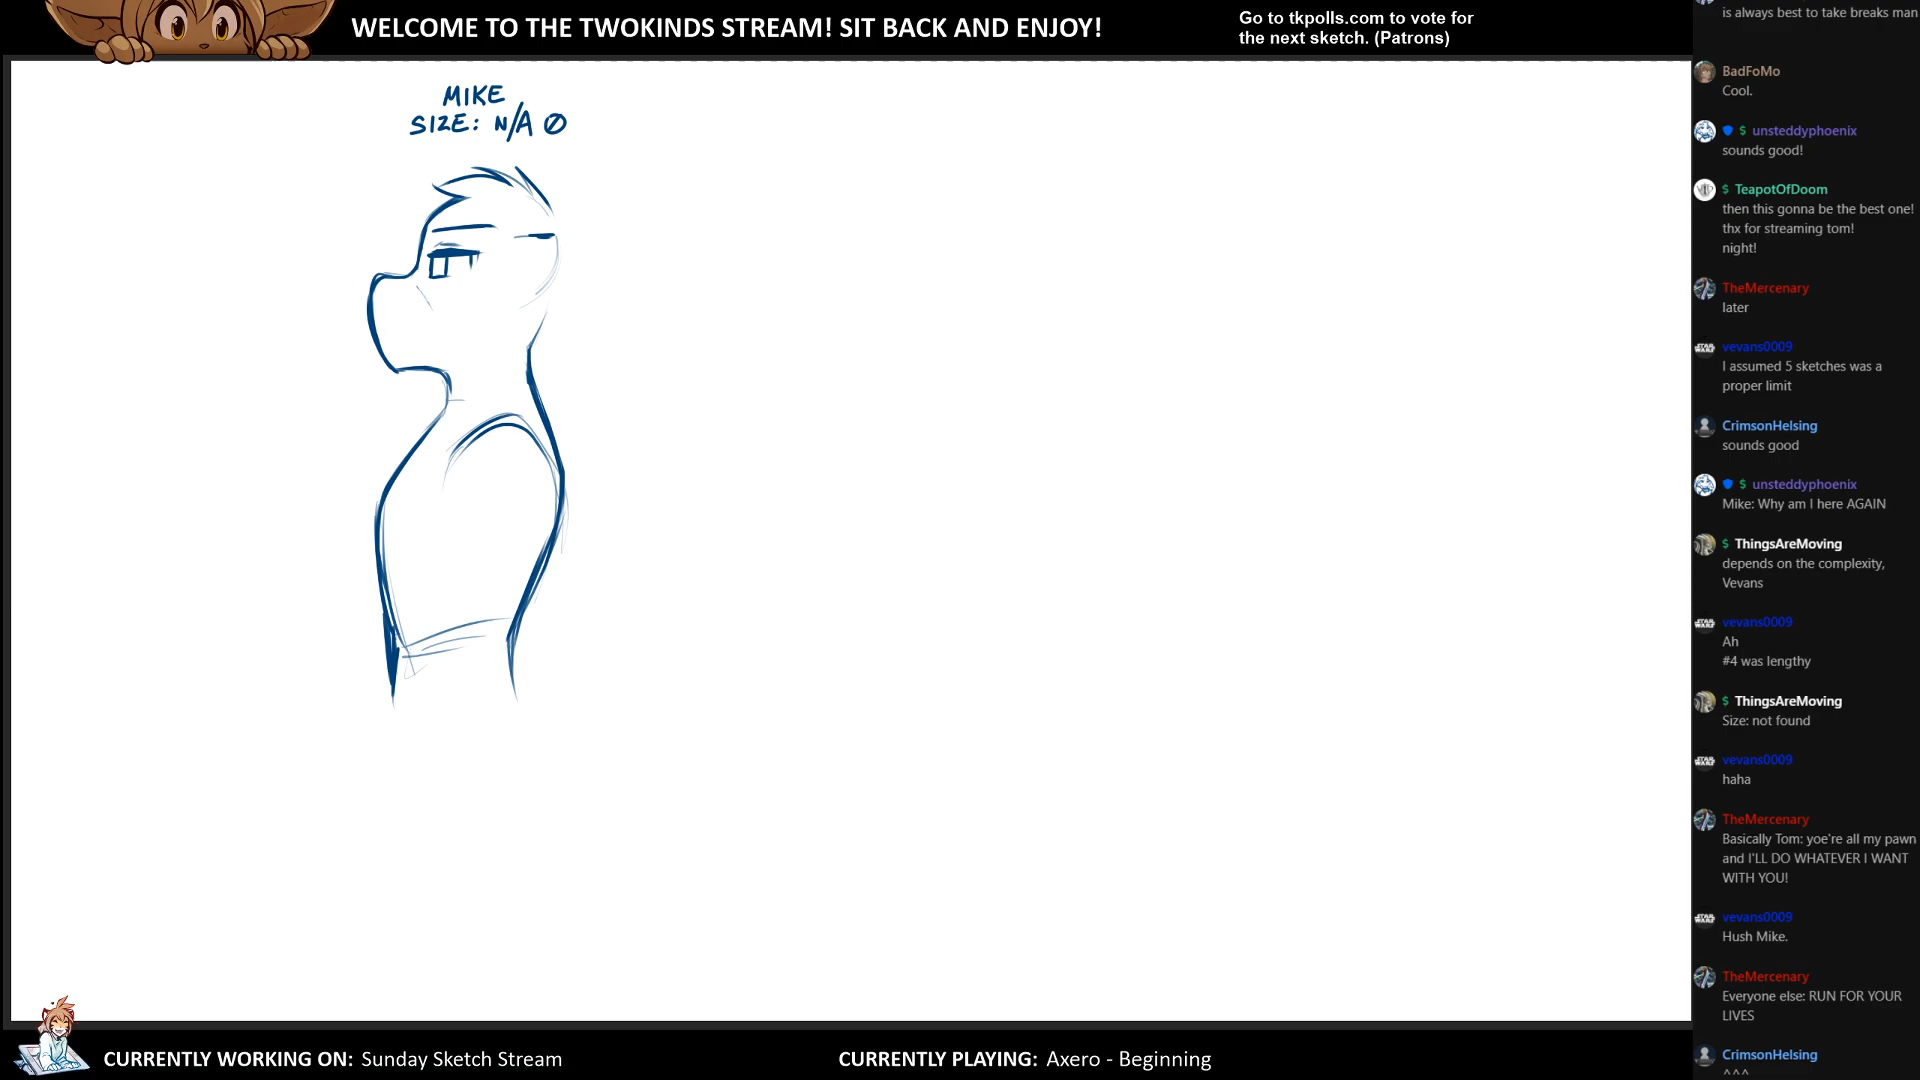 WELCOME TO THE TWOKINDS STREAM! SIT BACK AND ENJOY!
Go to tkpolls.com to vote for
the next sketch. (Patrons)
MIKE
SIZE: N/A Ø
is always best to take breaks man
BadFoMo
Cool.
$ unsteddyphoenix
sounds good!
$ TeapotOfDoom
then this gonna be the best one!
thx for streaming tom!
night!
TheMercenary
later
vevans0009
I assumed 5 sketches was a
proper limit
CrimsonHelsing
sounds good
$ unsteddyphoenix
Mike: Why am I here AGAIN
$ ThingsAreMoving
depends on the complexity,
Vevans
vevans0009
Ah
#4 was lengthy
$ ThingsAreMoving
Size: not found
vevans0009
haha
TheMercenary
Basically Tom: yoe're all my pawn
and I'LL DO WHATEVER I WANT
WITH YOU!
vevans0009
Hush Mike.
TheMercenary
Everyone else: RUN FOR YOUR
LIVES
CrimsonHelsing
^^^
CURRENTLY WORKING ON: Sunday Sketch Stream
CURRENTLY PLAYING: Axero - Beginning